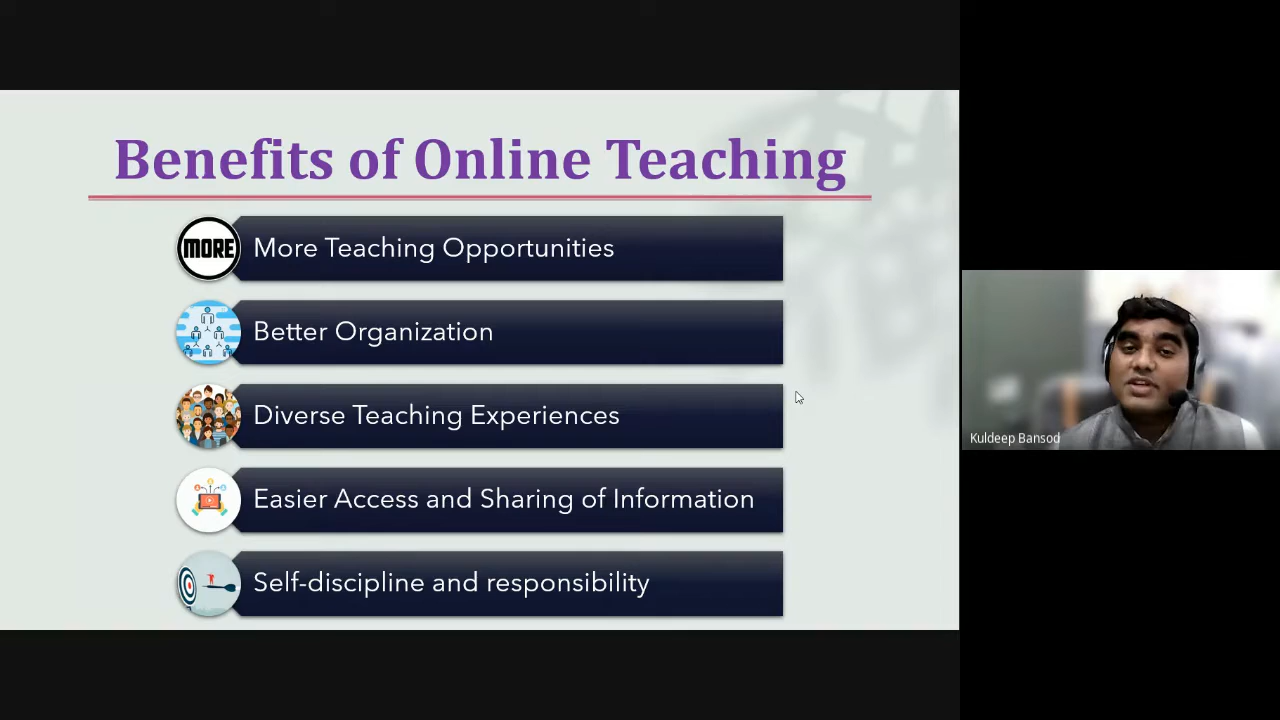 Benefits of Online Teaching
MORE
More Teaching Opportunities
Better Organization
Diverse Teaching Experiences
Easier Access and Sharing of Information
Self-discipline and responsibility
Kuldeep Bansod